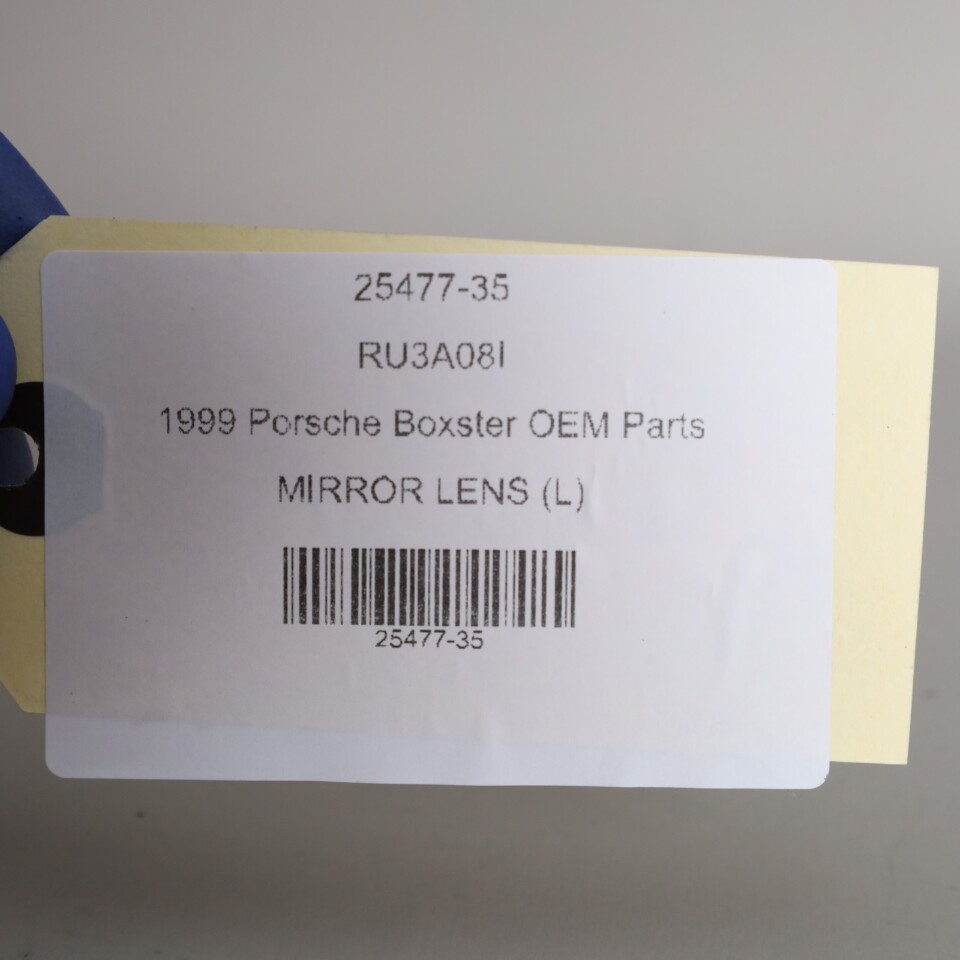 25477-35
RU3A08I
1999 Porsche Boxster OEM Parts
MIRROR LENS (L)
25477-35